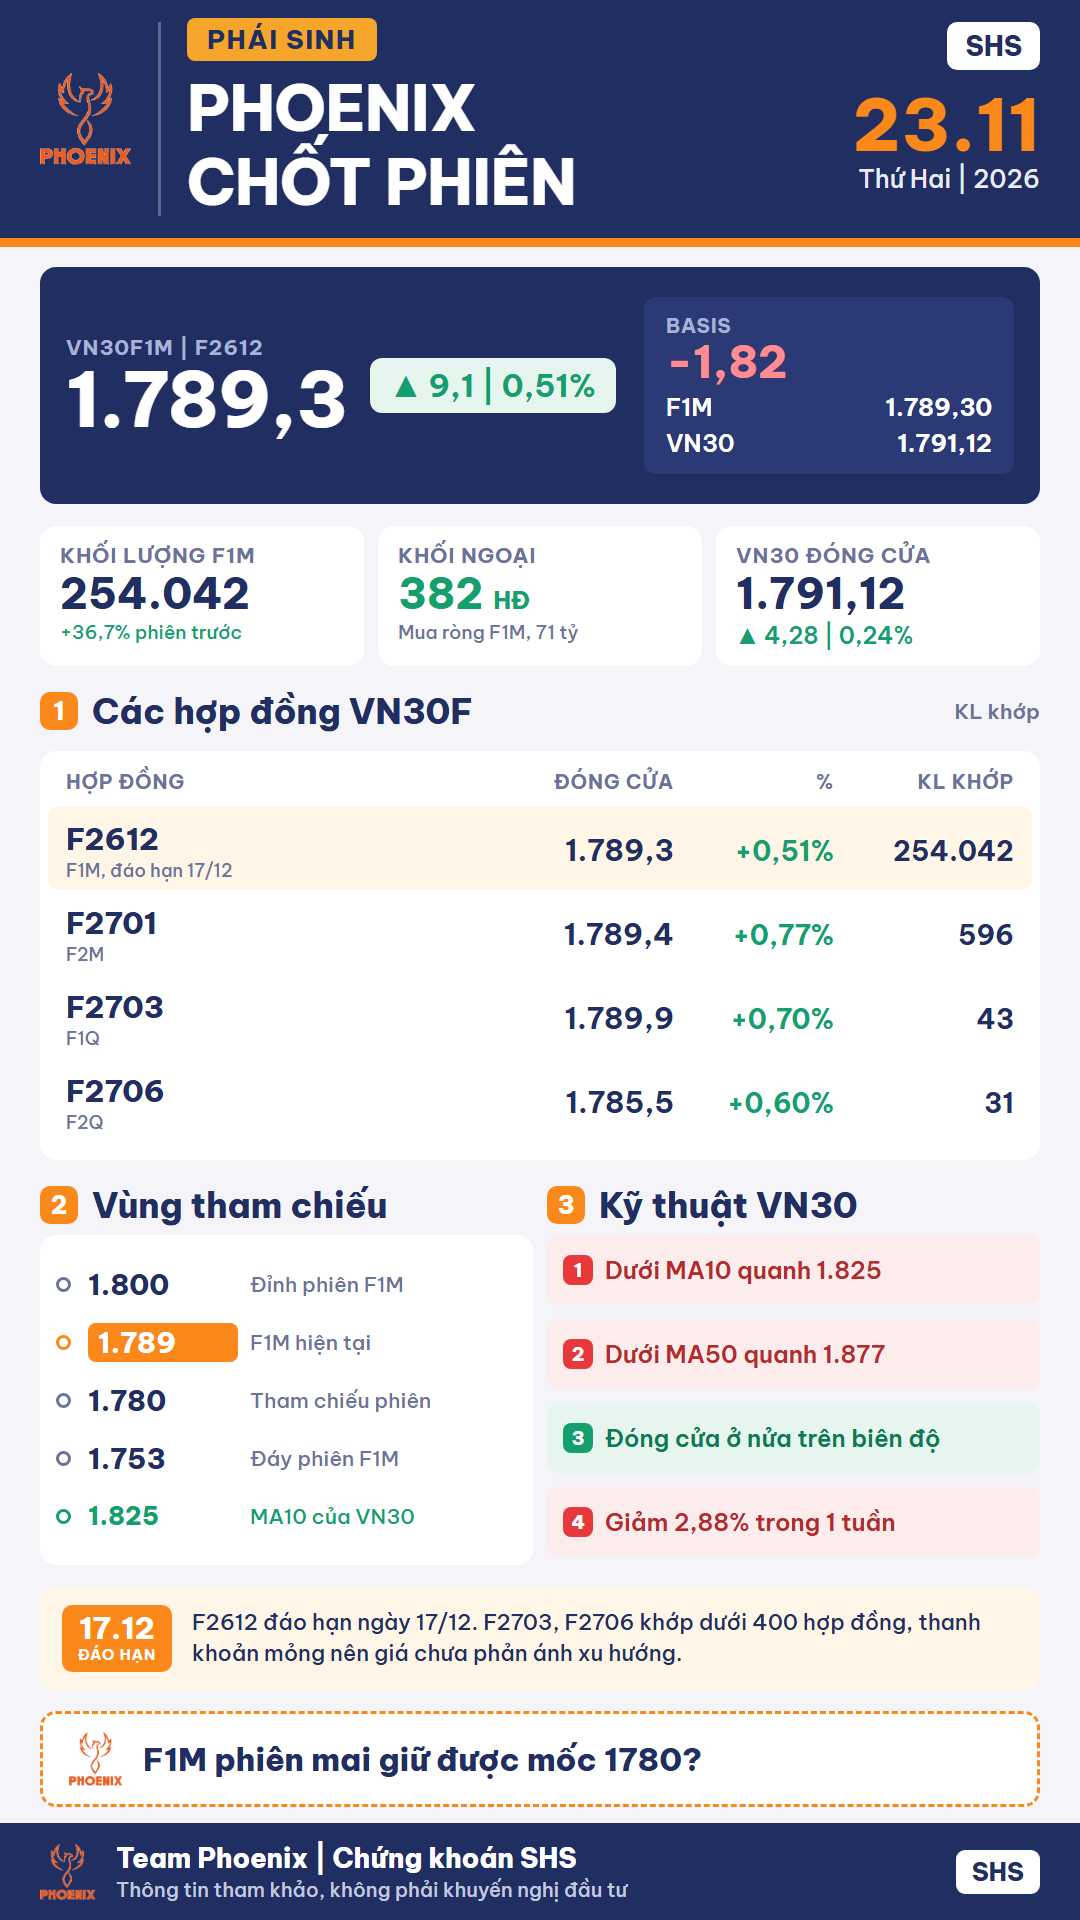 PHÁI SINH
PHOENIX
CHỐT PHIÊN
PHOENIX
SHS
23.11
Thứ Hai | 2026
VN30F1M | F2612
1.789,3
▲ 9,1 | 0,51%
BASIS
-1,82
F1M 1.789,30
VN30 1.791,12
KHỐI LƯỢNG F1M
254.042
+36,7% phiên trước
KHỐI NGOẠI
382 HĐ
Mua ròng F1M, 71 tỷ
VN30 ĐÓNG CỬA
1.791,12
▲ 4,28 | 0,24%
1 Các hợp đồng VN30F KL khớp
HỢP ĐỒNG ĐÓNG CỬA % KL KHỚP
F2612 1.789,3 +0,51% 254.042
F1M, đáo hạn 17/12
F2701 1.789,4 +0,77% 596
F2M
F2703 1.789,9 +0,70% 43
F1Q
F2706 1.785,5 +0,60% 31
F2Q
2 Vùng tham chiếu
1.800 Đỉnh phiên F1M
1.789 F1M hiện tại
1.780 Tham chiếu phiên
1.753 Đáy phiên F1M
1.825 MA10 của VN30
3 Kỹ thuật VN30
1 Dưới MA10 quanh 1.825
2 Dưới MA50 quanh 1.877
3 Đóng cửa ở nửa trên biên độ
4 Giảm 2,88% trong 1 tuần
17.12
ĐÁO HẠN
F2612 đáo hạn ngày 17/12. F2703, F2706 khớp dưới 400 hợp đồng, thanh
khoản mỏng nên giá chưa phản ánh xu hướng.
PHOENIX
F1M phiên mai giữ được mốc 1780?
PHOENIX
Team Phoenix | Chứng khoán SHS
Thông tin tham khảo, không phải khuyến nghị đầu tư
SHS